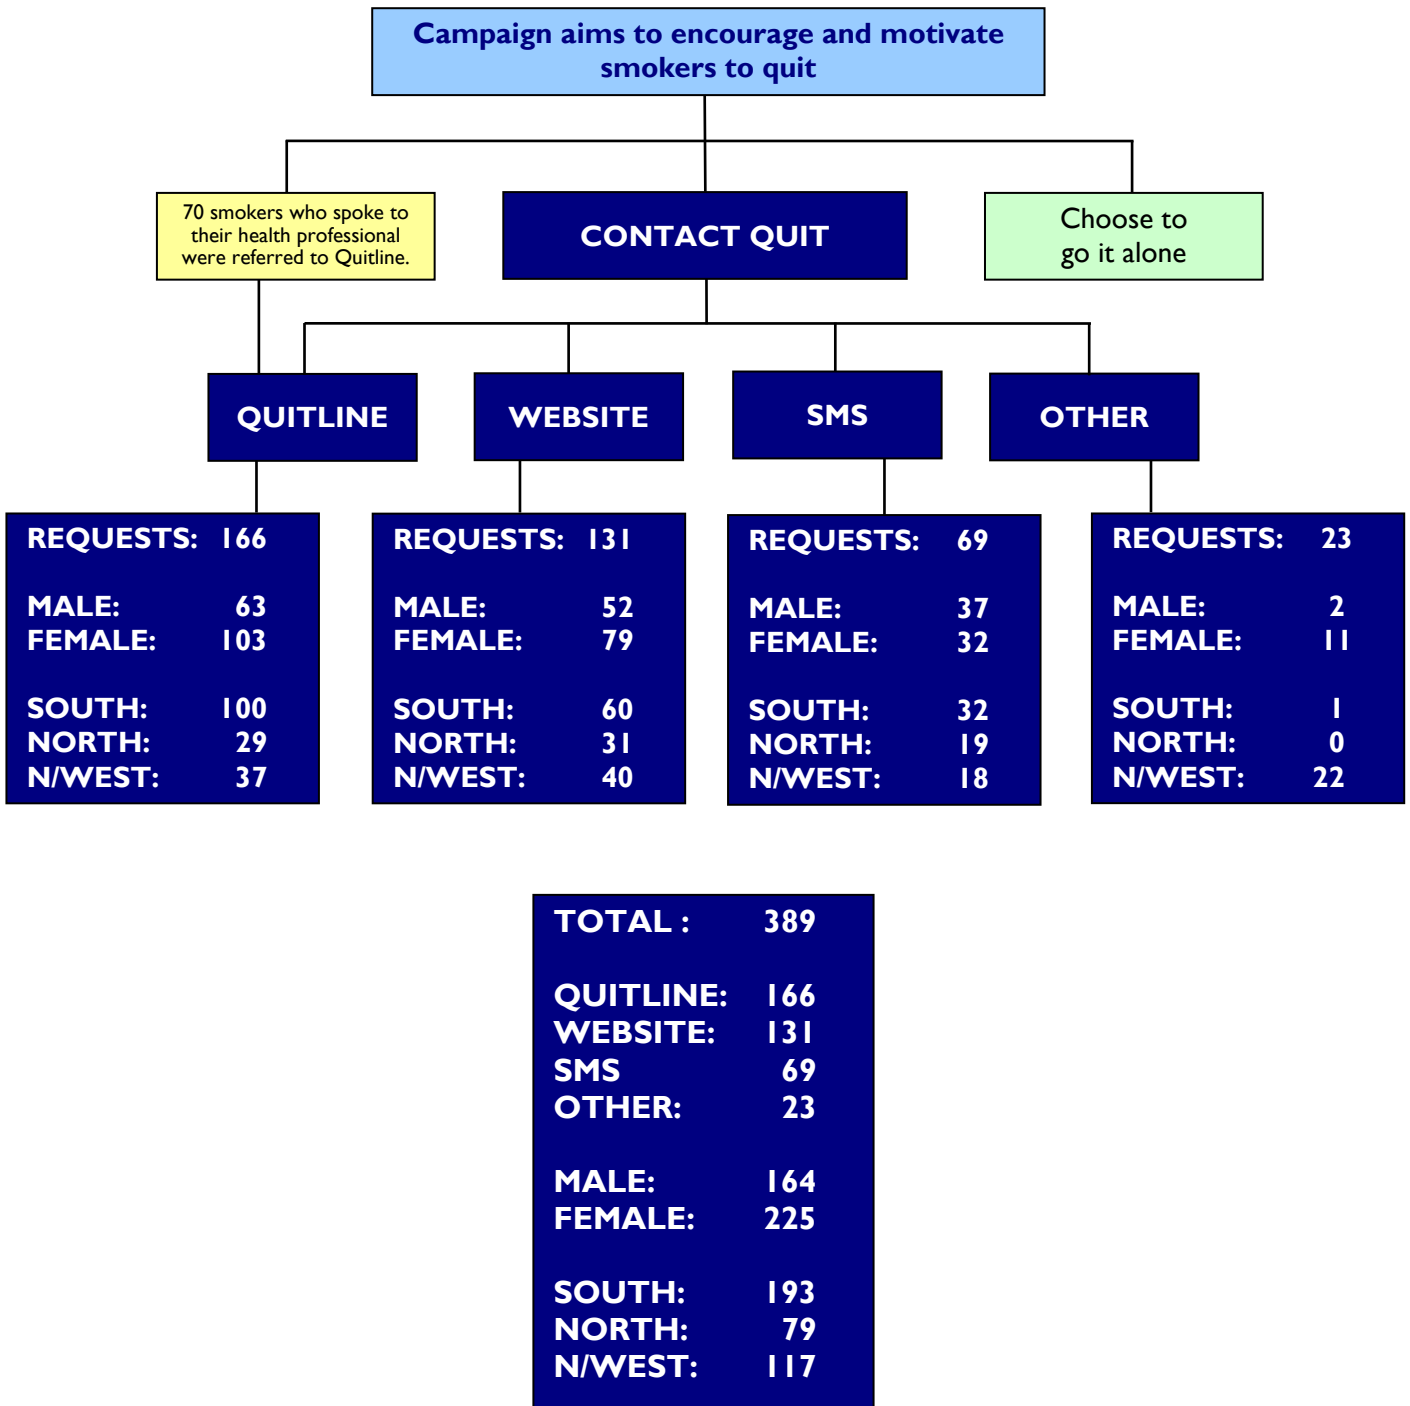 Campaign aims to encourage and motivate
smokers to quit
70 smokers who spoke to
their health professional
were referred to Quitline.
CONTACT QUIT
Choose to
go it alone
QUITLINE
WEBSITE
SMS
OTHER
REQUESTS: 166
MALE: 63
FEMALE: 103
SOUTH: 100
NORTH: 29
N/WEST: 37
REQUESTS: 131
MALE: 52
FEMALE: 79
SOUTH: 60
NORTH: 31
N/WEST: 40
REQUESTS: 69
MALE: 37
FEMALE: 32
SOUTH: 32
NORTH: 19
N/WEST: 18
REQUESTS: 23
MALE: 2
FEMALE: 11
SOUTH: 1
NORTH: 0
N/WEST: 22
TOTAL : 389
QUITLINE: 166
WEBSITE: 131
SMS 69
OTHER: 23
MALE: 164
FEMALE: 225
SOUTH: 193
NORTH: 79
N/WEST: 117